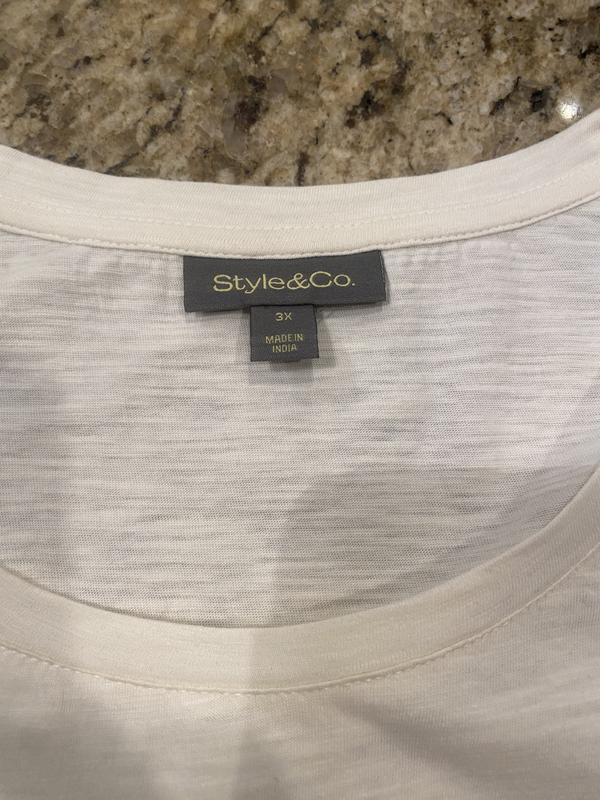 Style&Co.
3X
MADE IN
INDIA